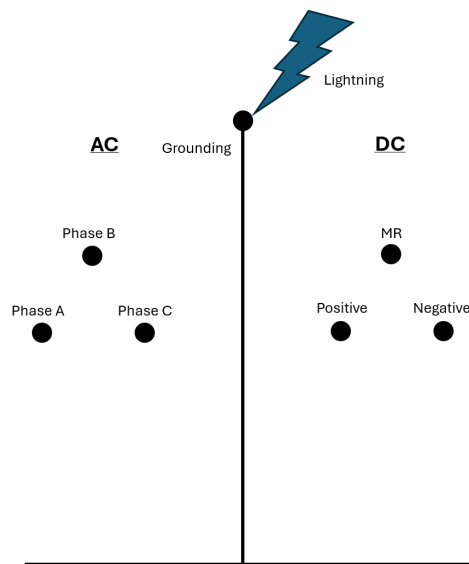 Lightning
AC
Grounding
DC
Phase B
MR
Phase A
Phase C
Positive
Negative